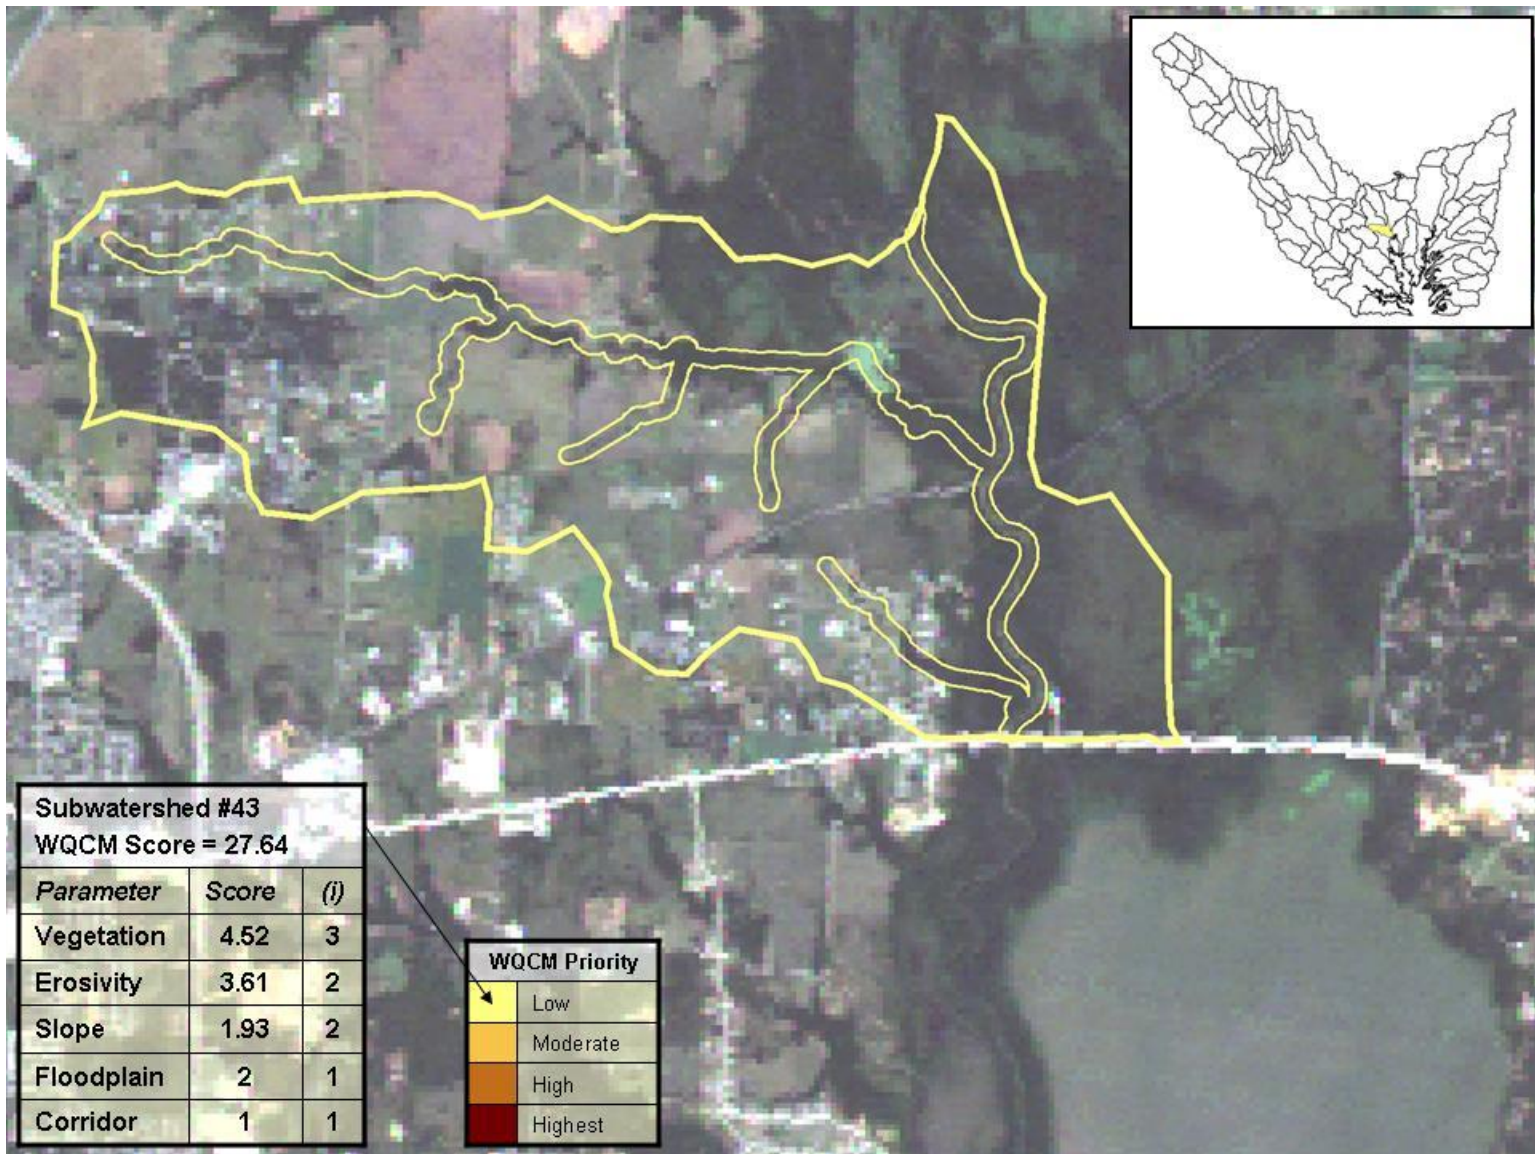 Subwatershed #43
WQCM Score = 27.64
Parameter Score (i)
Vegetation 4.52 3
Erosivity 3.61 2
Slope 1.93 2
Floodplain 2 1
Corridor 1 1
WQCM Priority
Low
Moderate
High
Highest